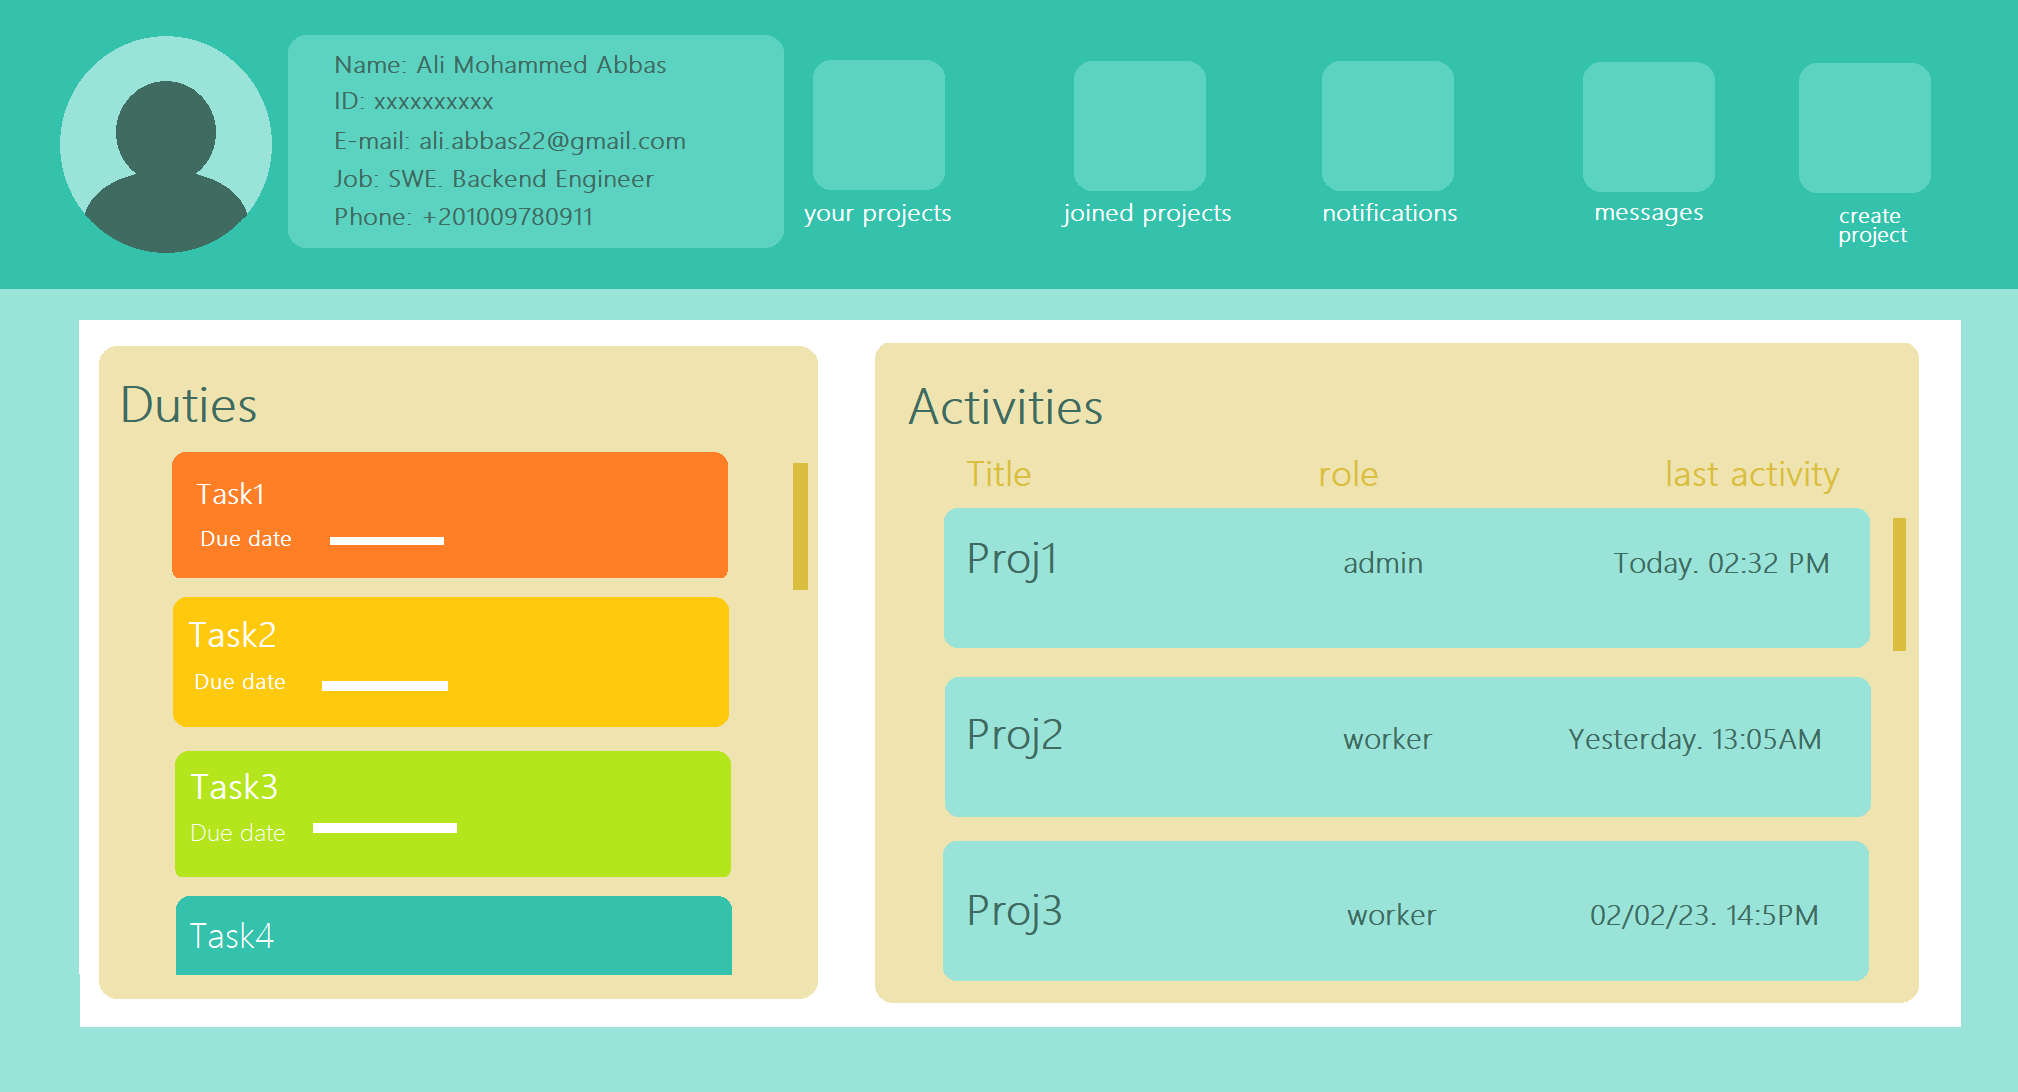 Name: Ali Mohammed Abbas
ID: xxxxxxxxxx
E-mail: ali.abbas22@gmail.com
Job: SWE. Backend Engineer
Phone: +201009780911
your projects
joined projects
notifications
messages
create
project
Duties
Task1
Due date
Task2
Due date
Task3
Due date
Task4
Activities
Title role last activity
Proj1 admin Today. 02:32 PM
Proj2 worker Yesterday. 13:05AM
Proj3 worker 02/02/23. 14:5PM